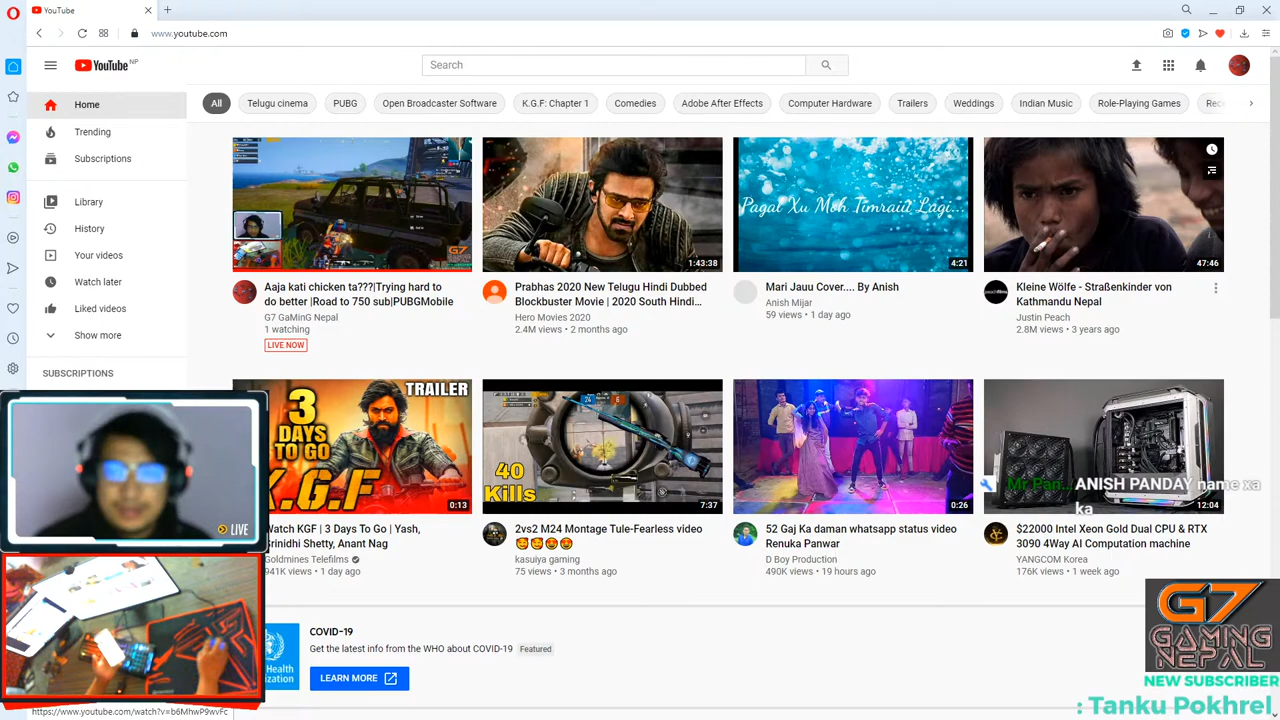 YouTube
www.youtube.com
YouTube NP
Search
Home
Trending
Subscriptions
Library
History
Your videos
Watch later
Liked videos
Show more
SUBSCRIPTIONS
All
Telugu cinema
PUBG
Open Broadcaster Software
K.G.F: Chapter 1
Comedies
Adobe After Effects
Computer Hardware
Trailers
Weddings
Indian Music
Role-Playing Games
G7
Aaja kati chicken ta???|Trying hard to
do better |Road to 750 sub|PUBGMobile
G7 GaMinG Nepal
1 watching
LIVE NOW
1:43:38
Prabhas 2020 New Telugu Hindi Dubbed
Blockbuster Movie | 2020 South Hindi...
Hero Movies 2020
2.4M views • 2 months ago
Pagal Xu Moh Timraiii Lagi...
4:21
Mari Jauu Cover.... By Anish
Anish Mijar
59 views • 1 day ago
47:46
Kleine Wölfe - Straßenkinder von
Kathmandu Nepal
Justin Peach
2.8M views • 3 years ago
TRAILER
3
DAYS
TO GO
K.G.F
0:13
Watch KGF | 3 Days To Go | Yash,
Srinidhi Shetty, Anant Nag
Goldmines Telefilms
941K views • 1 day ago
24 6
40
Kills
7:37
2vs2 M24 Montage Tule-Fearless video
🥰🥰🤩🤩
kasuiya gaming
75 views • 3 months ago
0:26
52 Gaj Ka daman whatsapp status video
Renuka Panwar
D Boy Production
490K views • 19 hours ago
12:04
$22000 Intel Xeon Gold Dual CPU & RTX
3090 4Way AI Computation machine
YANGCOM Korea
176K views • 1 week ago
Mr Pan... ANISH PANDAY name xa
ka
LIVE
COVID-19
Get the latest info from the WHO about COVID-19 Featured
LEARN MORE
Health
G7
GAMING
NEPAL
NEW SUBSCRIBER
: Tanku Pokhrel
https://www.youtube.com/watch?v=b6MhwP9wvFc